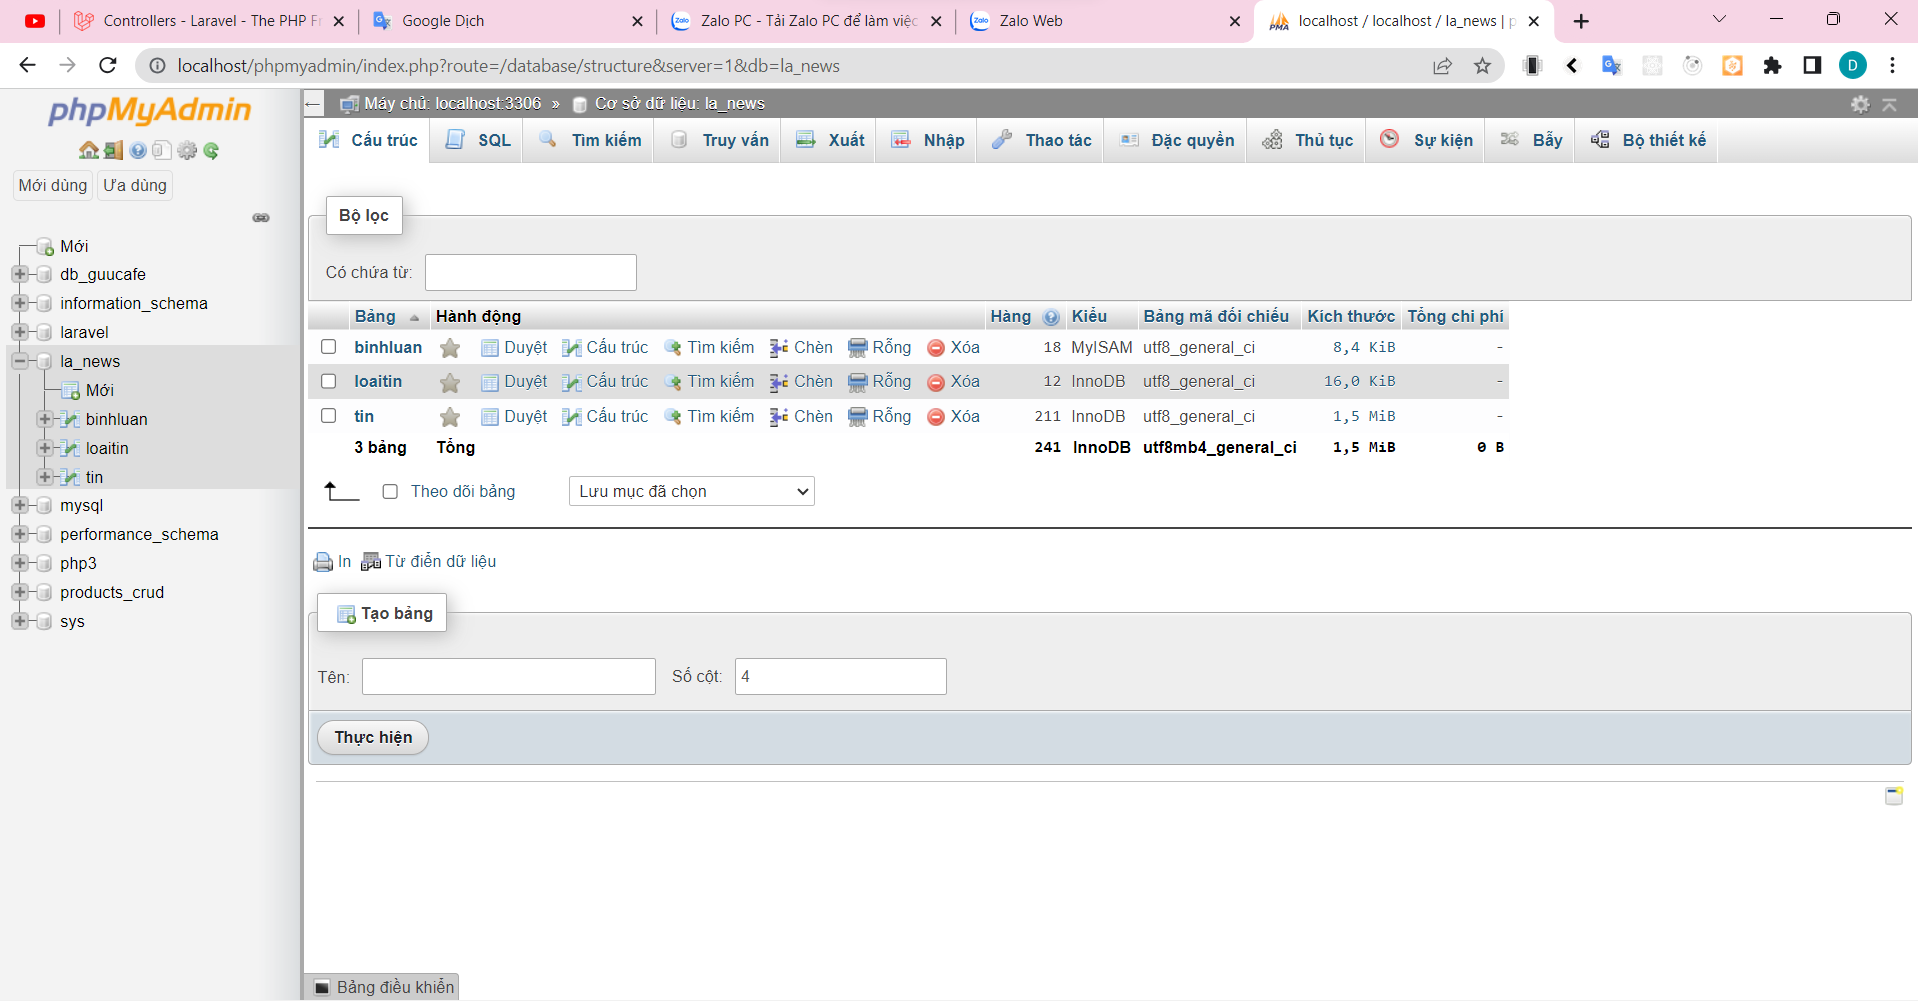 Controllers - Laravel - The PHP Fr
Google Dịch
Zalo PC - Tải Zalo PC để làm việc
Zalo Web
localhost / localhost / la_news | p
localhost/phpmyadmin/index.php?route=/database/structure&server=1&db=la_news
D
phpMyAdmin
Mới dùng
Ưa dùng
Mới
db_guucafe
information_schema
laravel
la_news
Mới
binhluan
loaitin
tin
mysql
performance_schema
php3
products_crud
sys
Máy chủ: localhost:3306 » Cơ sở dữ liệu: la_news
Cấu trúc SQL Tìm kiếm Truy vấn Xuất Nhập Thao tác Đặc quyền Thủ tục Sự kiện Bẫy Bộ thiết kế
Bộ lọc
Có chứa từ:
Bảng Hành động Hàng Kiểu Bảng mã đối chiếu Kích thước Tổng chi phí
binhluan Duyệt Cấu trúc Tìm kiếm Chèn Rỗng Xóa 18 MyISAM utf8_general_ci 8,4 KiB -
loaitin Duyệt Cấu trúc Tìm kiếm Chèn Rỗng Xóa 12 InnoDB utf8_general_ci 16,0 KiB -
tin Duyệt Cấu trúc Tìm kiếm Chèn Rỗng Xóa 211 InnoDB utf8_general_ci 1,5 MiB -
3 bảng Tổng 241 InnoDB utf8mb4_general_ci 1,5 MiB 0 B
Theo dõi bảng Lưu mục đã chọn
In Từ điển dữ liệu
Tạo bảng
Tên: Số cột: 4
Thực hiện
Bảng điều khiển